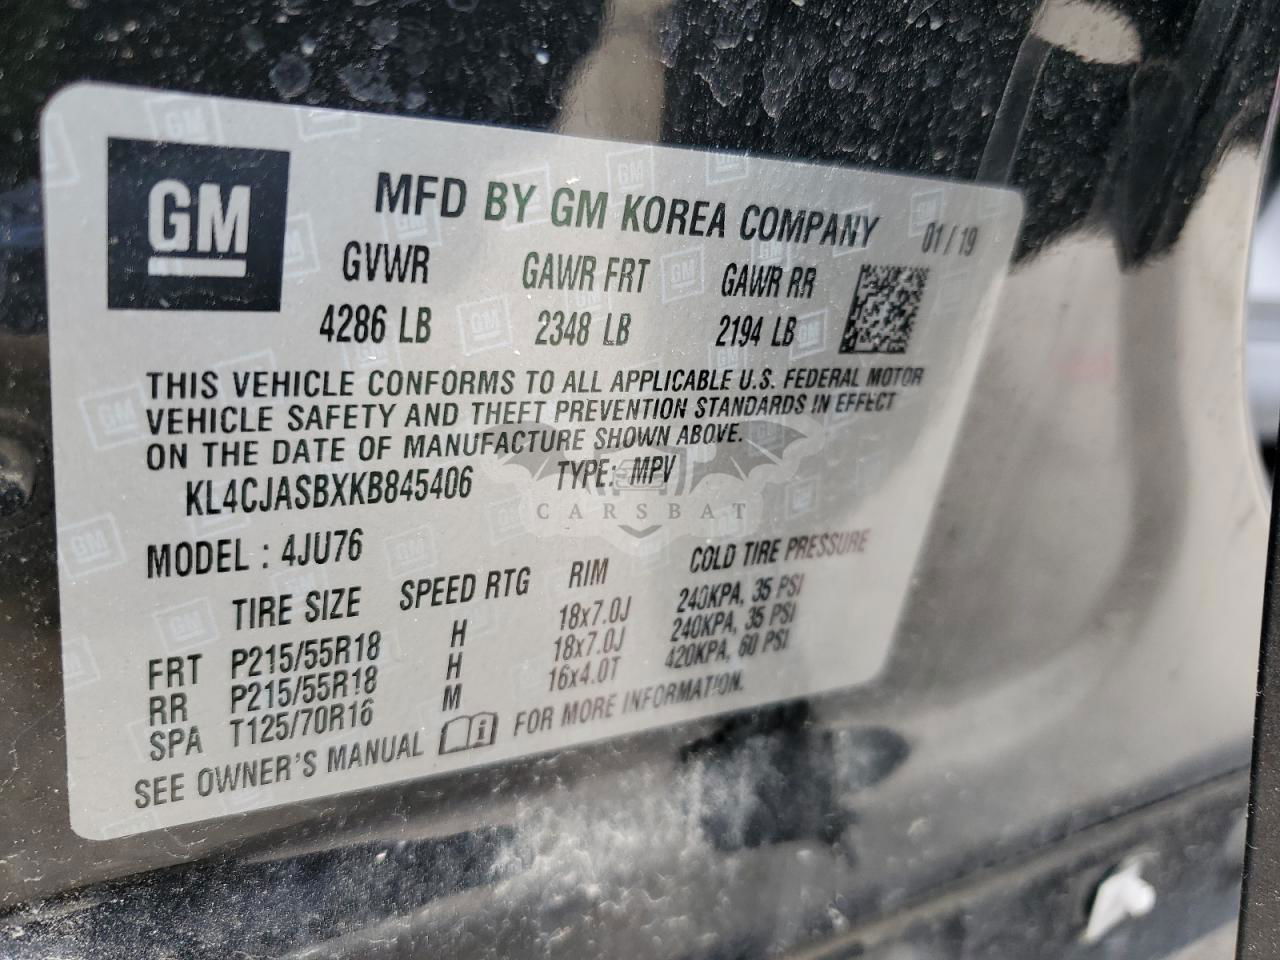 GM
MFD BY GM KOREA COMPANY 01/19
GVWR GAWR FRT GAWR RR
4286 LB 2348 LB 2194 LB
THIS VEHICLE CONFORMS TO ALL APPLICABLE U.S. FEDERAL MOTOR
VEHICLE SAFETY AND THEFT PREVENTION STANDARDS IN EFFECT
ON THE DATE OF MANUFACTURE SHOWN ABOVE.
KL4CJASBXKB845406 TYPE: MPV
CARSBAT
MODEL : 4JU76
TIRE SIZE SPEED RTG RIM COLD TIRE PRESSURE
FRT P215/55R18 H 18x7.0J 240KPA, 35 PSI
RR P215/55R18 H 18x7.0J 240KPA, 35 PSI
SPA T125/70R16 M 16x4.0T 420KPA, 60 PSI
SEE OWNER'S MANUAL FOR MORE INFORMATION.